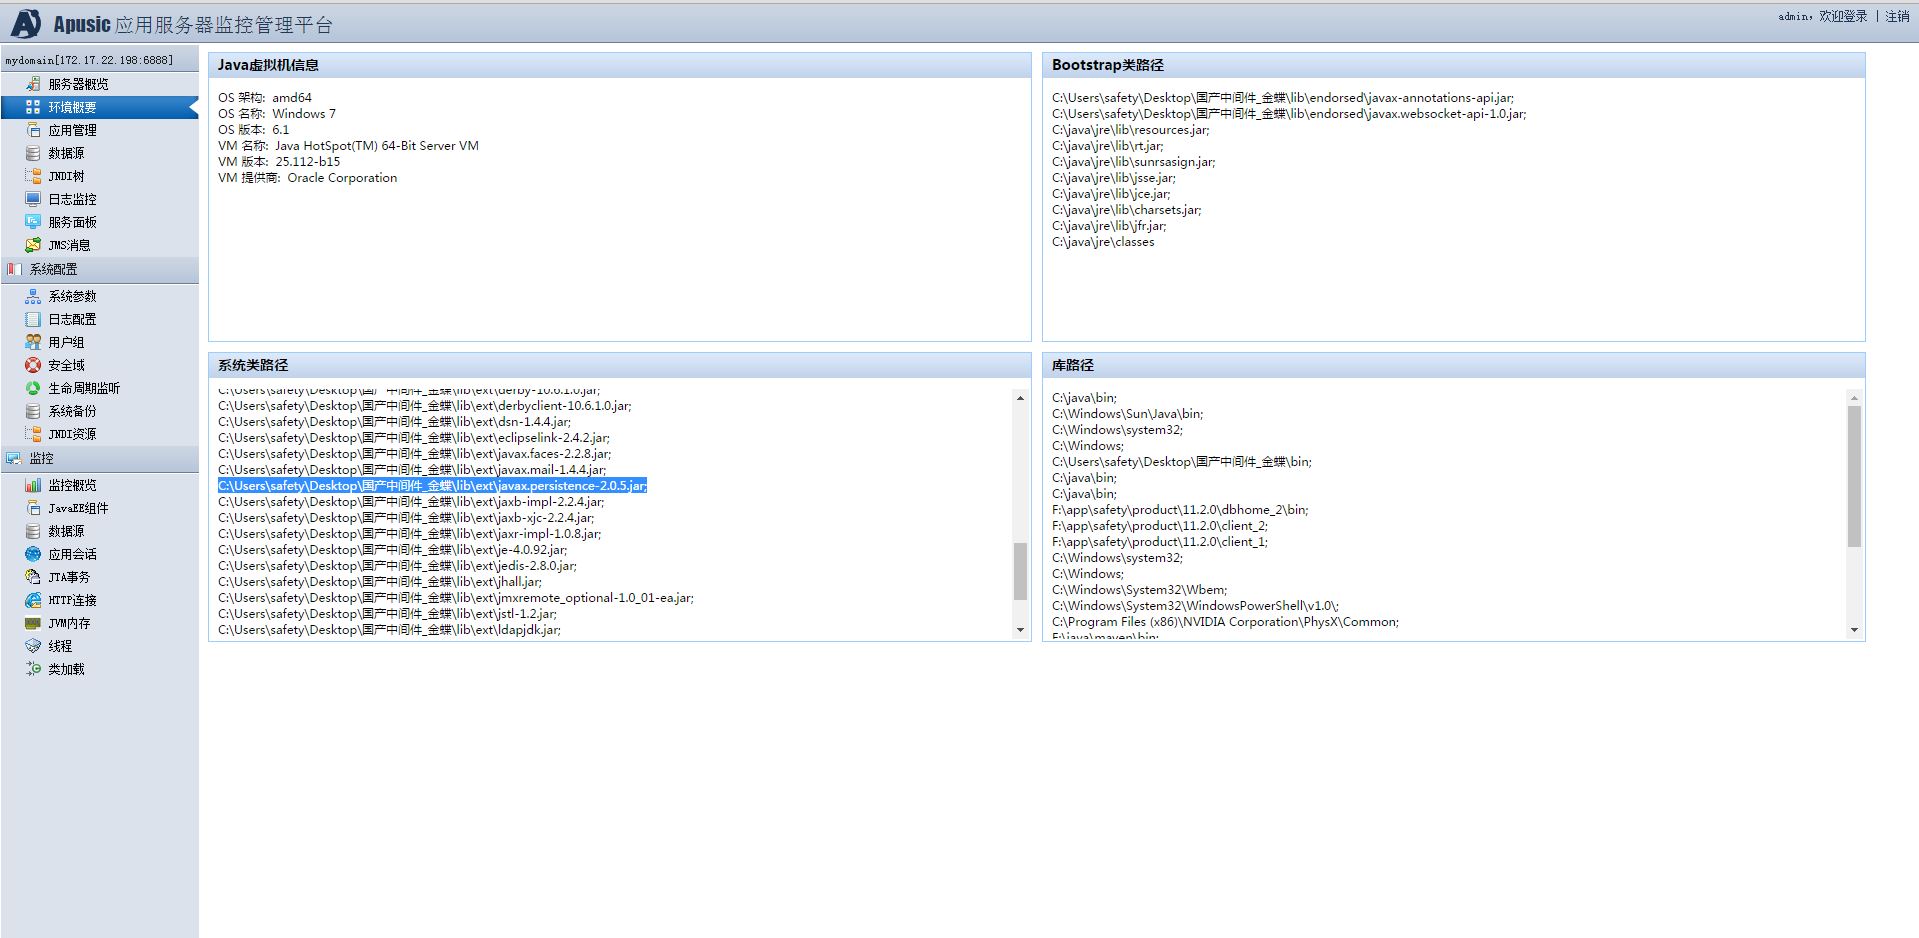 Apusic 应用服务器监控管理平台
admin, 欢迎登录 | 注销
mydomain[172.17.22.198:6888]
服务器概览
环境概要
应用管理
数据源
JNDI树
日志监控
服务面板
JMS消息
系统配置
系统参数
日志配置
用户组
安全域
生命周期监听
系统备份
JNDI资源
监控
监控概览
JavaEE组件
数据源
应用会话
JTA事务
HTTP连接
JVM内存
线程
类加载
Java虚拟机信息
OS 架构: amd64
OS 名称: Windows 7
OS 版本: 6.1
VM 名称: Java HotSpot(TM) 64-Bit Server VM
VM 版本: 25.112-b15
VM 提供商: Oracle Corporation
Bootstrap类路径
C:\Users\safety\Desktop\国产中间件_金蝶\lib\endorsed\javax-annotations-api.jar;
C:\Users\safety\Desktop\国产中间件_金蝶\lib\endorsed\javax.websocket-api-1.0.jar;
C:\java\jre\lib\resources.jar;
C:\java\jre\lib\rt.jar;
C:\java\jre\lib\sunrsasign.jar;
C:\java\jre\lib\jsse.jar;
C:\java\jre\lib\jce.jar;
C:\java\jre\lib\charsets.jar;
C:\java\jre\lib\jfr.jar;
C:\java\jre\classes
系统类路径
C:\Users\safety\Desktop\国产中间件_金蝶\lib\ext\derby-10.6.1.0.jar;
C:\Users\safety\Desktop\国产中间件_金蝶\lib\ext\derbyclient-10.6.1.0.jar;
C:\Users\safety\Desktop\国产中间件_金蝶\lib\ext\dsn-1.4.4.jar;
C:\Users\safety\Desktop\国产中间件_金蝶\lib\ext\eclipselink-2.4.2.jar;
C:\Users\safety\Desktop\国产中间件_金蝶\lib\ext\javax.faces-2.2.8.jar;
C:\Users\safety\Desktop\国产中间件_金蝶\lib\ext\javax.mail-1.4.4.jar;
C:\Users\safety\Desktop\国产中间件_金蝶\lib\ext\javax.persistence-2.0.5.jar;
C:\Users\safety\Desktop\国产中间件_金蝶\lib\ext\jaxb-impl-2.2.4.jar;
C:\Users\safety\Desktop\国产中间件_金蝶\lib\ext\jaxb-xjc-2.2.4.jar;
C:\Users\safety\Desktop\国产中间件_金蝶\lib\ext\jaxr-impl-1.0.8.jar;
C:\Users\safety\Desktop\国产中间件_金蝶\lib\ext\je-4.0.92.jar;
C:\Users\safety\Desktop\国产中间件_金蝶\lib\ext\jedis-2.8.0.jar;
C:\Users\safety\Desktop\国产中间件_金蝶\lib\ext\jhall.jar;
C:\Users\safety\Desktop\国产中间件_金蝶\lib\ext\jmxremote_optional-1.0_01-ea.jar;
C:\Users\safety\Desktop\国产中间件_金蝶\lib\ext\jstl-1.2.jar;
C:\Users\safety\Desktop\国产中间件_金蝶\lib\ext\ldapjdk.jar;
库路径
C:\java\bin;
C:\Windows\Sun\Java\bin;
C:\Windows\system32;
C:\Windows;
C:\Users\safety\Desktop\国产中间件_金蝶\bin;
C:\java\bin;
C:\java\bin;
F:\app\safety\product\11.2.0\dbhome_2\bin;
F:\app\safety\product\11.2.0\client_2;
F:\app\safety\product\11.2.0\client_1;
C:\Windows\system32;
C:\Windows;
C:\Windows\System32\Wbem;
C:\Windows\System32\WindowsPowerShell\v1.0\;
C:\Program Files (x86)\NVIDIA Corporation\PhysX\Common;
F:\java\maven\bin;